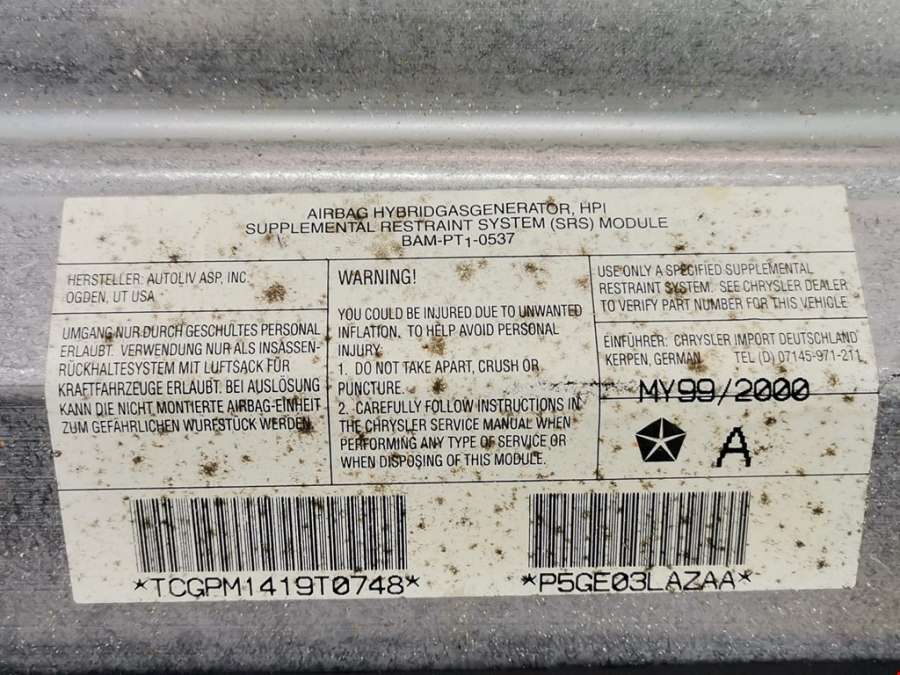 AIRBAG HYBRIDGASGENERATOR, HPI
SUPPLEMENTAL RESTRAINT SYSTEM (SRS) MODULE
BAM-PT1-0537
HERSTELLER: AUTOLIV ASP, INC.
OGDEN, UT USA
UMGANG NUR DURCH GESCHULTES PERSONAL
ERLAUBT. VERWENDUNG NUR ALS INSASSEN-
RÜCKHALTESYSTEM MIT LUFTSACK FÜR
KRAFTFAHRZEUGE ERLAUBT. BEI AUSLÖSUNG
KANN DIE NICHT MONTIERTE AIRBAG-EINHEIT
ZUM GEFÄHRLICHEN WURFSTÜCK WERDEN.
WARNING!
YOU COULD BE INJURED DUE TO UNWANTED
INFLATION. TO HELP AVOID PERSONAL
INJURY:
1. DO NOT TAKE APART, CRUSH OR
PUNCTURE.
2. CAREFULLY FOLLOW INSTRUCTIONS IN
THE CHRYSLER SERVICE MANUAL WHEN
PERFORMING ANY TYPE OF SERVICE OR
WHEN DISPOSING OF THIS MODULE.
USE ONLY A SPECIFIED SUPPLEMENTAL
RESTRAINT SYSTEM. SEE CHRYSLER DEALER
TO VERIFY PART NUMBER FOR THIS VEHICLE
EINFÜHRER: CHRYSLER IMPORT DEUTSCHLAND
KERPEN, GERMAN TEL (D) 07145-971-211
MY99/2000
A
*TCGPM1419T0748*
*P5GE03LAZAA*